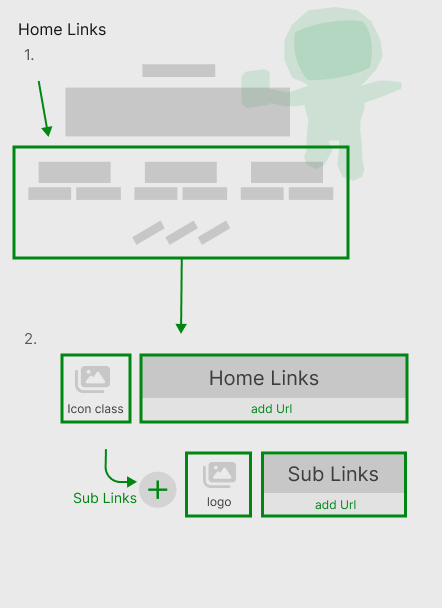 Home Links
1.
2.
Home Links
Icon class
add Url
Sub Links
Sub Links
logo
add Url